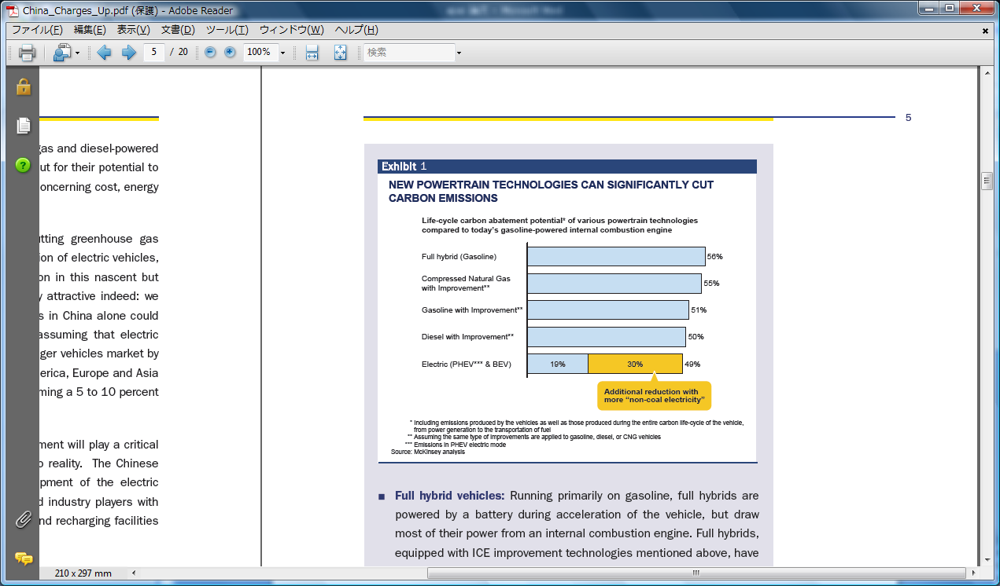 China_Charges_Up.pdf (保護) - Adobe Reader
ファイル(F) 編集(E) 表示(V) 文書(D) ツール(T) ウィンドウ(W) ヘルプ(H)
5 / 20 100% 検索
gas and diesel-powered
ut for their potential to
oncerning cost, energy
utting greenhouse gas
ion of electric vehicles,
on in this nascent but
y attractive indeed: we
s in China alone could
assuming that electric
ger vehicles market by
erica, Europe and Asia
ming a 5 to 10 percent
ment will play a critical
o reality. The Chinese
pment of the electric
d industry players with
nd recharging facilities
5
Exhibit 1
NEW POWERTRAIN TECHNOLOGIES CAN SIGNIFICANTLY CUT
CARBON EMISSIONS
Life-cycle carbon abatement potential* of various powertrain technologies
compared to today's gasoline-powered internal combustion engine
Full hybrid (Gasoline) 56%
Compressed Natural Gas
with Improvement** 55%
Gasoline with Improvement** 51%
Diesel with Improvement** 50%
Electric (PHEV*** & BEV) 19% 30% 49%
Additional reduction with
more “non-coal electricity”
* Including emissions produced by the vehicles as well as those produced during the entire carbon life-cycle of the vehicle,
from power generation to the transportation of fuel
** Assuming the same type of improvements are applied to gasoline, diesel, or CNG vehicles
*** Emissions in PHEV electric mode
Source: McKinsey analysis
■ Full hybrid vehicles: Running primarily on gasoline, full hybrids are
powered by a battery during acceleration of the vehicle, but draw
most of their power from an internal combustion engine. Full hybrids,
equipped with ICE improvement technologies mentioned above, have
210 x 297 mm